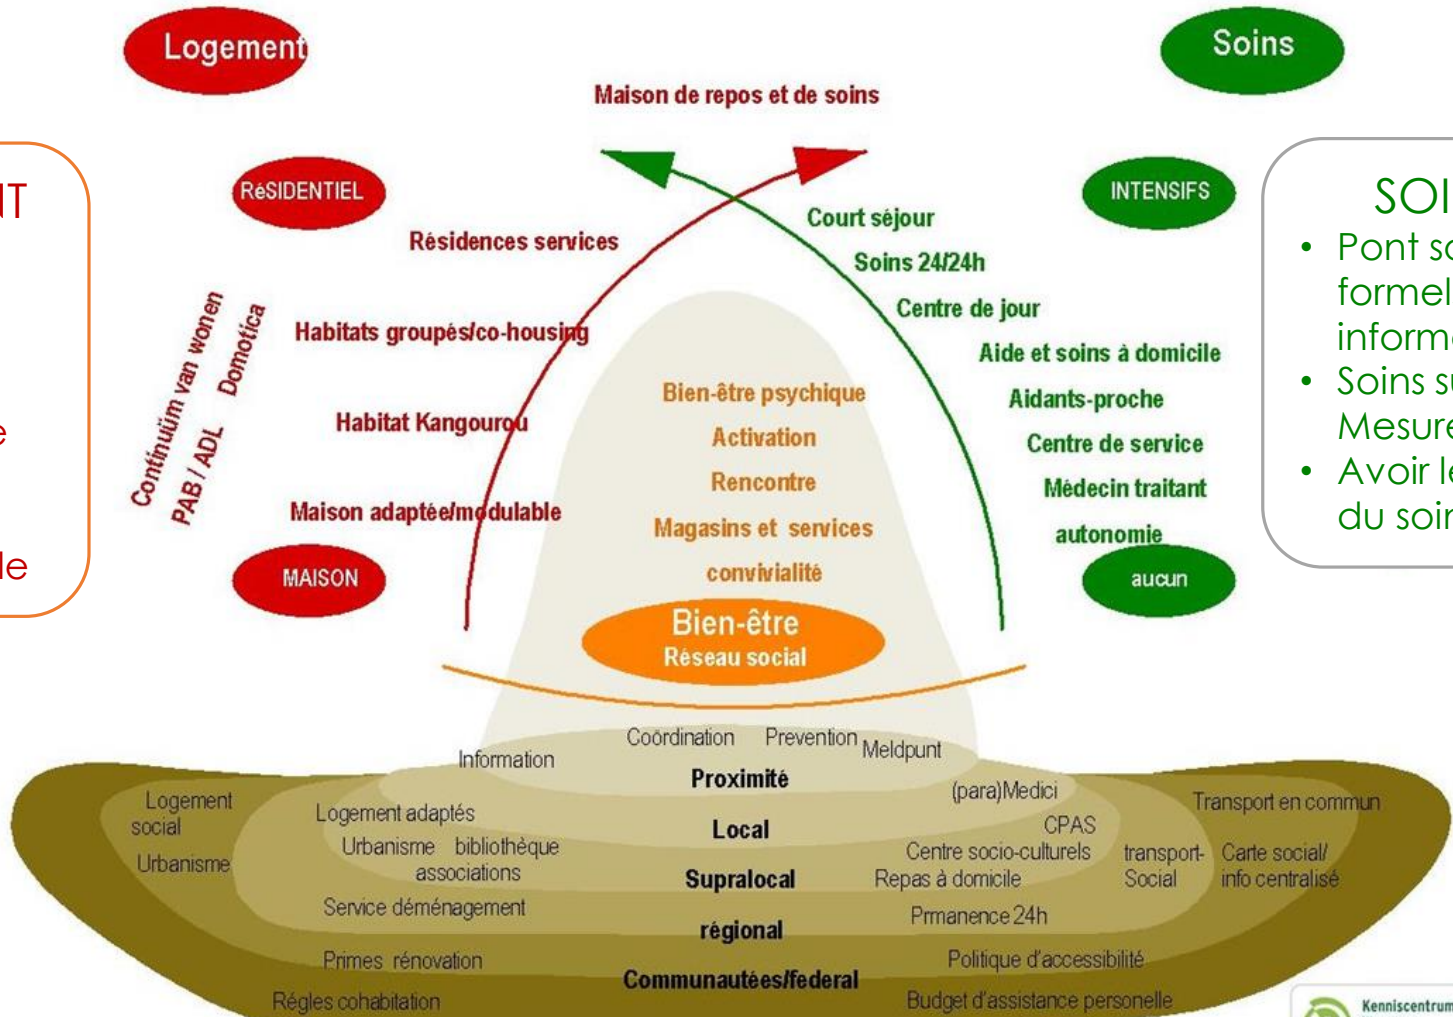 Logement
Soins
Maison de repos et de soins
NT
e
le
RéSIDENTIEL
Résidences services
Continuüm van wonen
PAB / ADL
Domotica
Habitats groupés/co-housing
Habitat Kangourou
Maison adaptée/modulable
MAISON
INTENSIFS
Court séjour
Soins 24/24h
Centre de jour
Aide et soins à domicile
Aidants-proche
Centre de service
Médecin traitant
autonomie
aucun
SOI
• Pont so
formel
informe
• Soins su
Mesure
• Avoir le
du soin
Bien-être psychique
Activation
Rencontre
Magasins et services
convivialité
Bien-être
Réseau social
Information
Coördination
Prevention
Meldpunt
Proximité
Logement
social
Logement adaptés
(para)Medici
Transport en commun
Local
CPAS
Urbanisme
Urbanisme bibliothèque
associations
Centre socio-culturels
transport-
Social
Carte social/
info centralisé
Supralocal
Repas à domicile
Service déménagement
Prmanence 24h
régional
Primes rénovation
Politique d'accessibilité
Communautées/federal
Régles cohabitation
Budget d'assistance personelle
Kenniscentrum